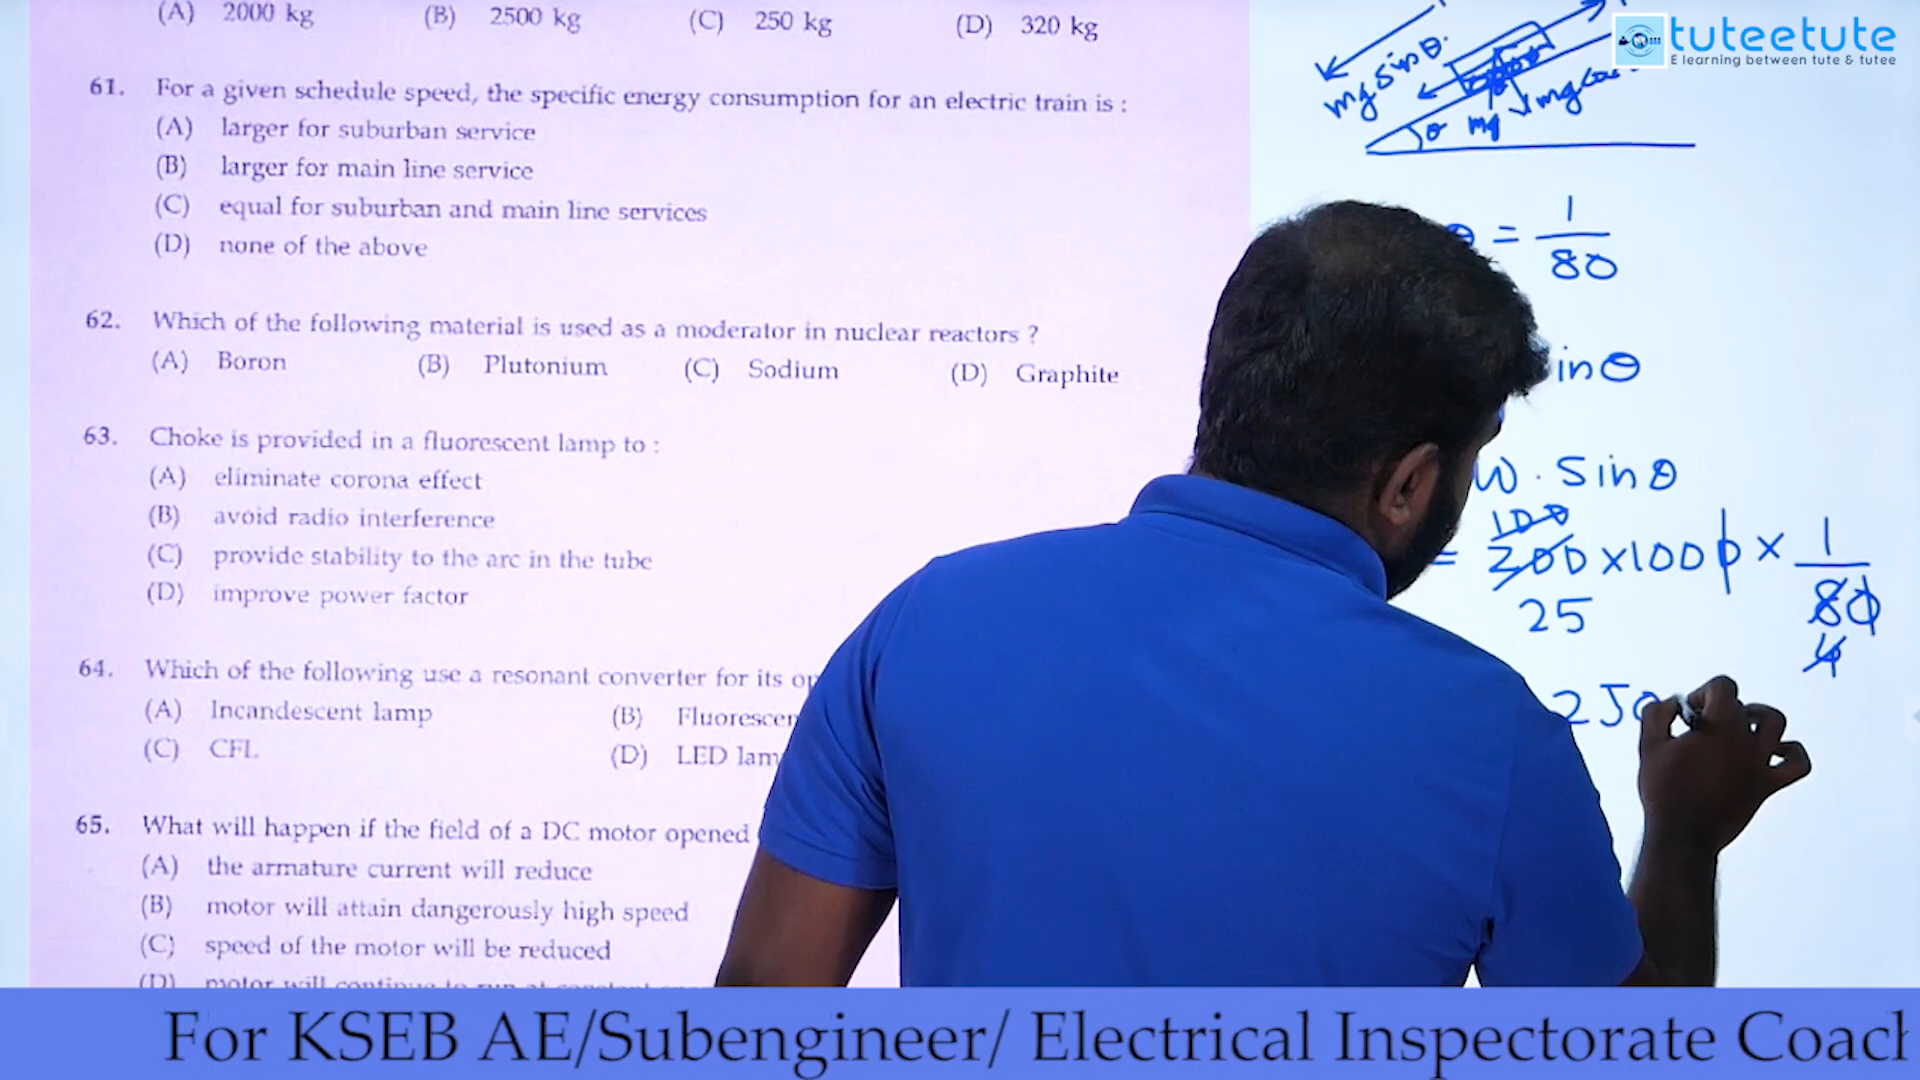 (A) 2000 kg (B) 2500 kg (C) 250 kg (D) 320 kg
61. For a given schedule speed, the specific energy consumption for an electric train is :
(A) larger for suburban service
(B) larger for main line service
(C) equal for suburban and main line services
(D) none of the above
62. Which of the following material is used as a moderator in nuclear reactors ?
(A) Boron (B) Plutonium (C) Sodium (D) Graphite
63. Choke is provided in a fluorescent lamp to :
(A) eliminate corona effect
(B) avoid radio interference
(C) provide stability to the arc in the tube
(D) improve power factor
64. Which of the following use a resonant converter for its
(A) Incandescent lamp (B)
(C) CFL (D) LED
65. What will happen if the field of a DC motor opened
(A) the armature current will reduce
(B) motor will attain dangerously high speed
(C) speed of the motor will be reduced
(D) motor will continue to run at constant
tuteetute
E learning between tute & tutee
mg sinθ
θ mg
= 1
80
inθ
W . Sinθ
100
= 200 x 1000 x 1
80
25
4
250
For KSEB AE/Subengineer/ Electrical Inspectorate Coach